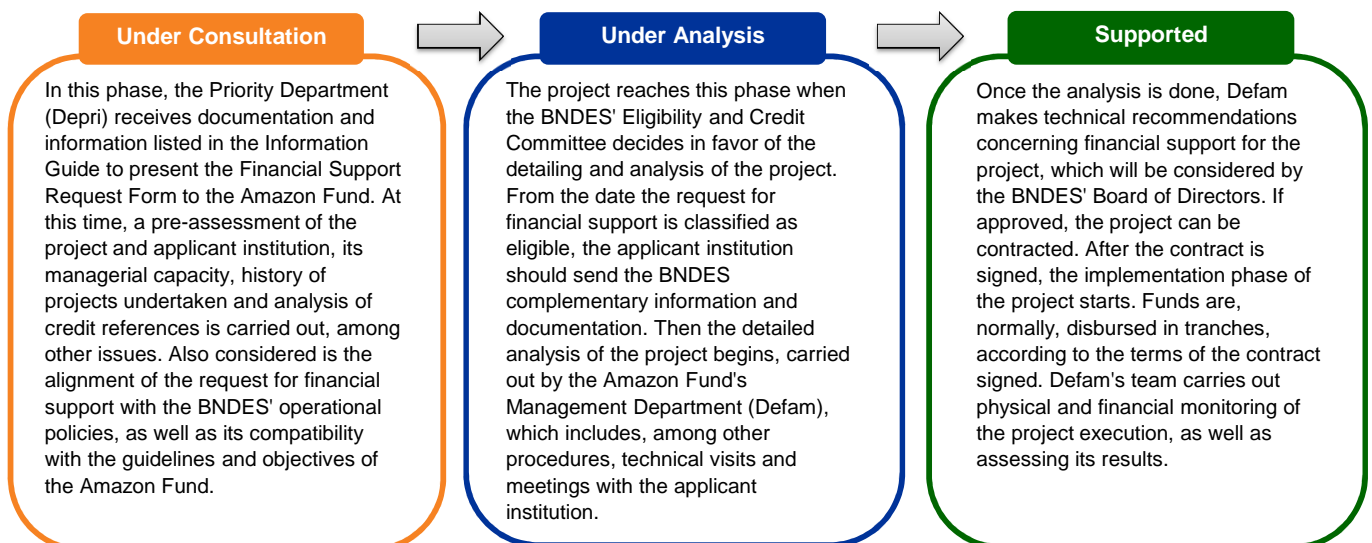 Under Consultation
In this phase, the Priority Department
(Depri) receives documentation and
information listed in the Information
Guide to present the Financial Support
Request Form to the Amazon Fund. At
this time, a pre-assessment of the
project and applicant institution, its
managerial capacity, history of
projects undertaken and analysis of
credit references is carried out, among
other issues. Also considered is the
alignment of the request for financial
support with the BNDES' operational
policies, as well as its compatibility
with the guidelines and objectives of
the Amazon Fund.
Under Analysis
The project reaches this phase when
the BNDES' Eligibility and Credit
Committee decides in favor of the
detailing and analysis of the project.
From the date the request for
financial support is classified as
eligible, the applicant institution
should send the BNDES
complementary information and
documentation. Then the detailed
analysis of the project begins, carried
out by the Amazon Fund's
Management Department (Defam),
which includes, among other
procedures, technical visits and
meetings with the applicant
institution.
Supported
Once the analysis is done, Defam
makes technical recommendations
concerning financial support for the
project, which will be considered by
the BNDES' Board of Directors. If
approved, the project can be
contracted. After the contract is
signed, the implementation phase of
the project starts. Funds are,
normally, disbursed in tranches,
according to the terms of the contract
signed. Defam's team carries out
physical and financial monitoring of
the project execution, as well as
assessing its results.